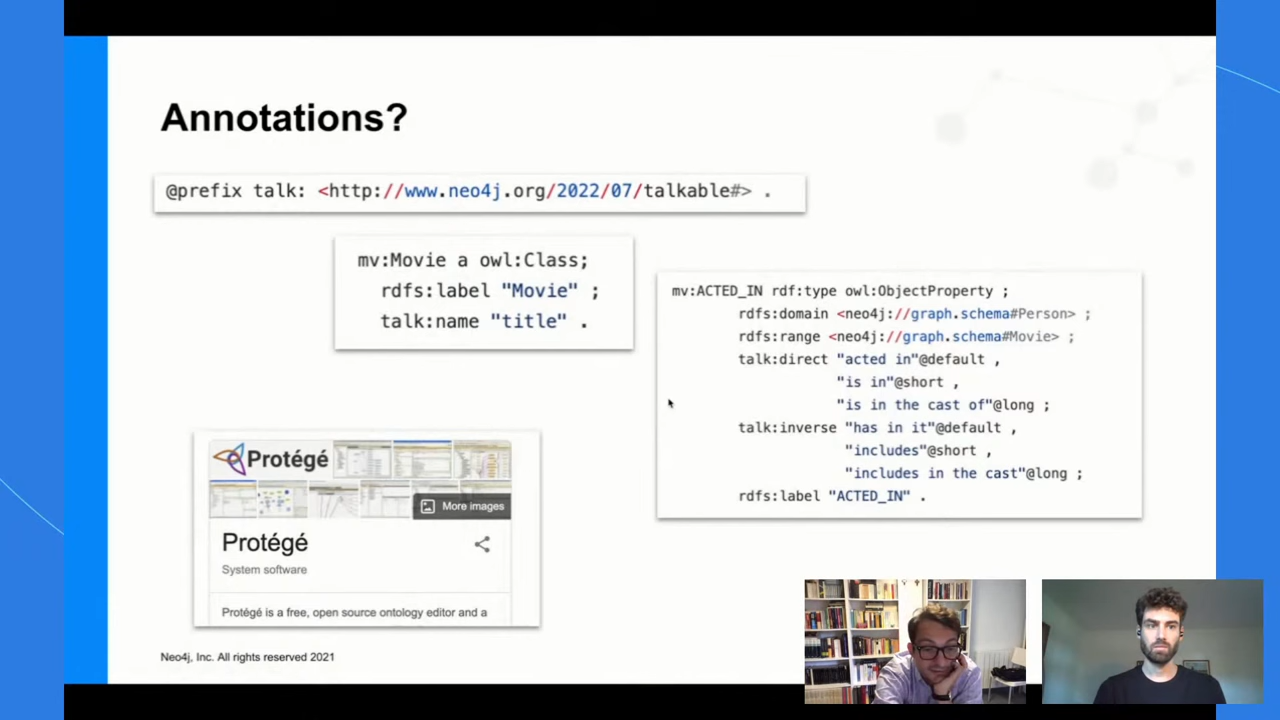 Annotations?
@prefix talk: <http://www.neo4j.org/2022/07/talkable#> .
mv:Movie a owl:Class;
rdfs:label "Movie" ;
talk:name "title" .
mv:ACTED_IN rdf:type owl:ObjectProperty ;
rdfs:domain <neo4j://graph.schema#Person> ;
rdfs:range <neo4j://graph.schema#Movie> ;
talk:direct "acted in"@default ,
"is in"@short ,
"is in the cast of"@long ;
talk:inverse "has in it"@default ,
"includes"@short ,
"includes in the cast"@long ;
rdfs:label "ACTED_IN" .
Protégé
More images
Protégé
System software
Protégé is a free, open source ontology editor and a
Neo4j, Inc. All rights reserved 2021